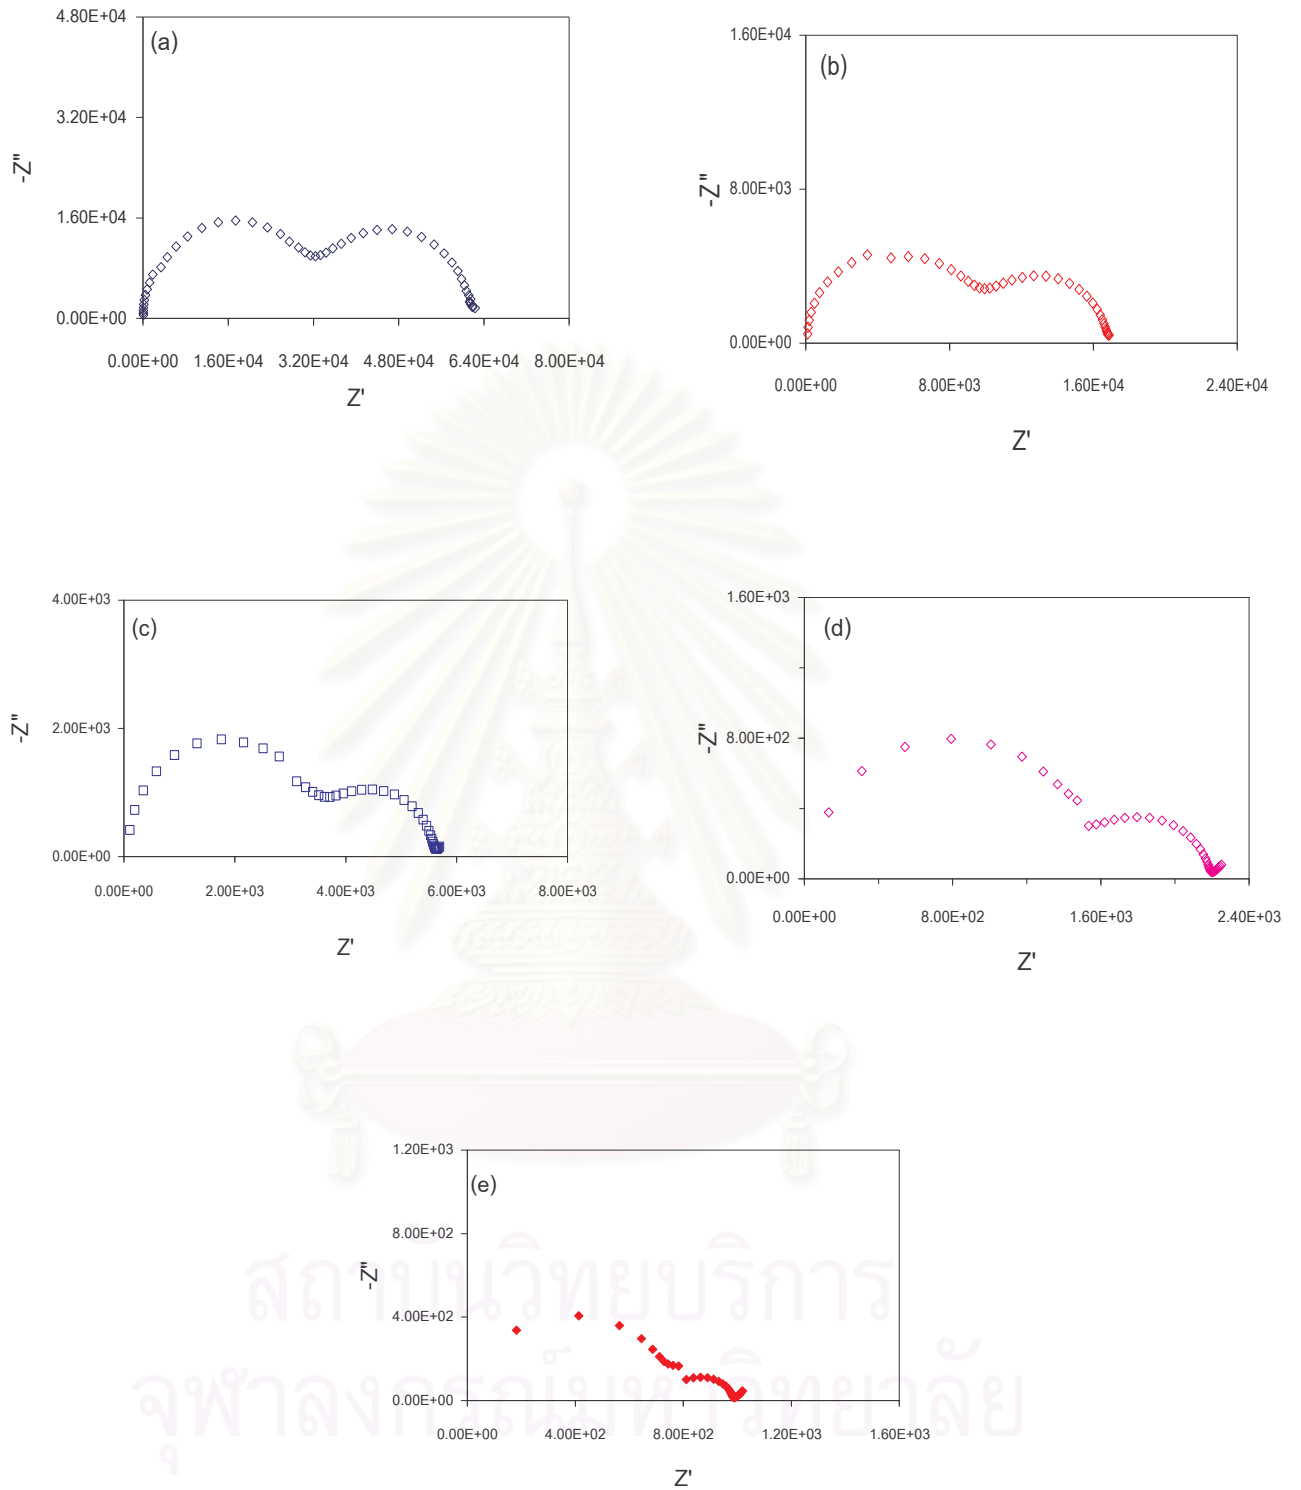 (a)
4.80E+04
3.20E+04
1.60E+04
0.00E+00
-Z"
0.00E+00 1.60E+04 3.20E+04 4.80E+04 6.40E+04 8.00E+04
Z'
(b)
1.60E+04
8.00E+03
0.00E+00
-Z"
0.00E+00 8.00E+03 1.60E+04 2.40E+04
Z'
(c)
4.00E+03
2.00E+03
0.00E+00
-Z"
0.00E+00 2.00E+03 4.00E+03 6.00E+03 8.00E+03
Z'
(d)
1.60E+03
8.00E+02
0.00E+00
-Z"
0.00E+00 8.00E+02 1.60E+03 2.40E+03
Z'
(e)
1.20E+03
8.00E+02
4.00E+02
0.00E+00
-Z"
0.00E+00 4.00E+02 8.00E+02 1.20E+03 1.60E+03
Z'
สถาบันวิทยบริการ
จุฬาลงกรณ์มหาวิทยาลัย